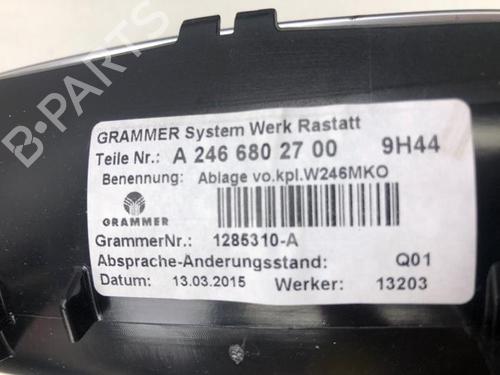 B-PARTS
GRAMMER System Werk Rastatt
Teile Nr.: A 246 680 27 00 9H44
Benennung: Ablage vo.kpl.W246MKO
GRAMMER
GrammerNr.: 1285310-A
Absprache-Änderungsstand: Q01
Datum: 13.03.2015 Werker: 13203